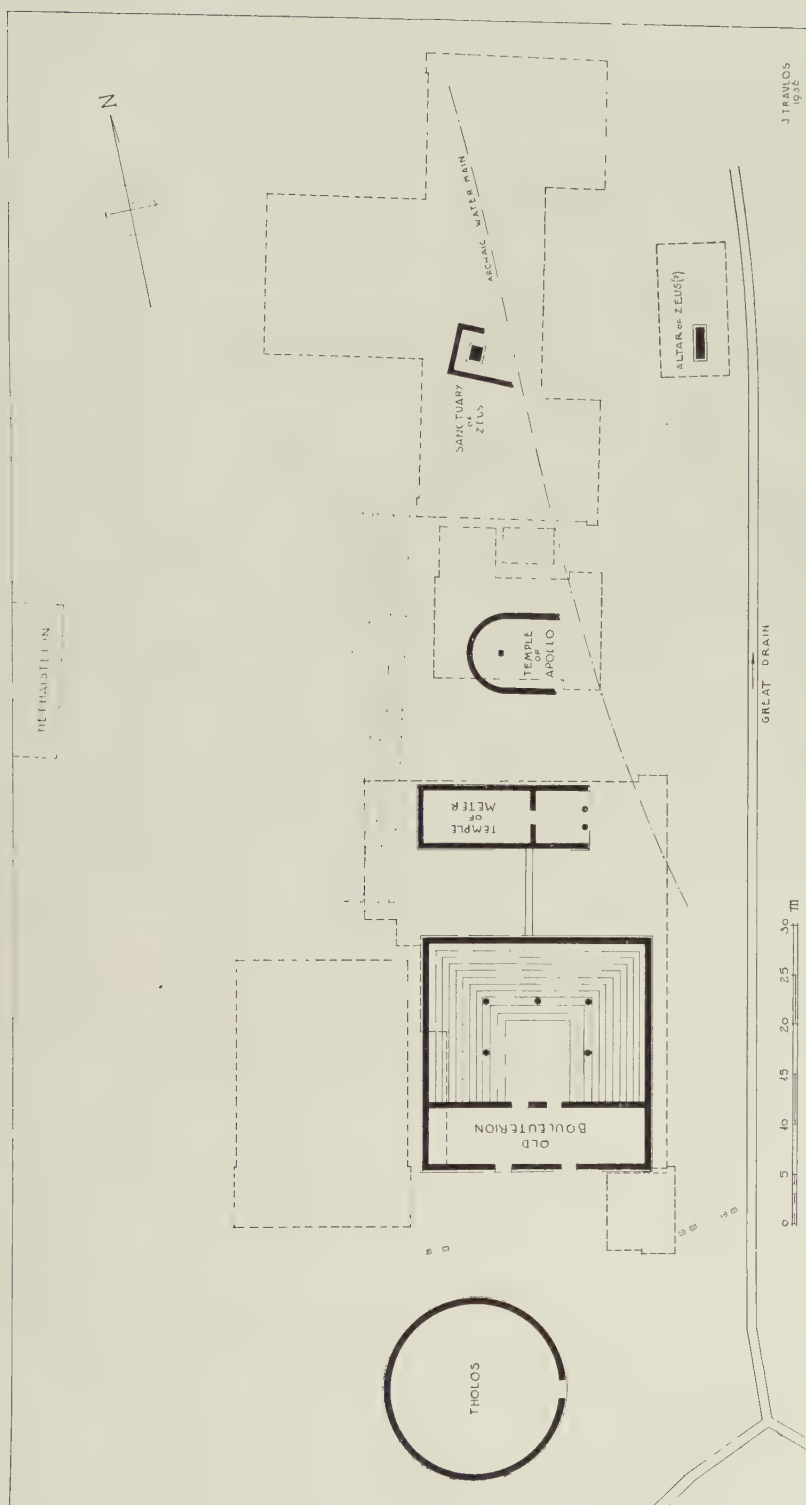 J TRAVLOS
1936
N
ARCHAIC WATER MAIN
ALTAR OF ZEUS(?)
SANCTUARY
OF
ZEUS
HEPHAISTEION
TEMPLE
OF
APOLLO
GREAT DRAIN
TEMPLE
OF
METER
OLD
BOULEUTERION
0 5 10 15 20 25 30 m
THOLOS